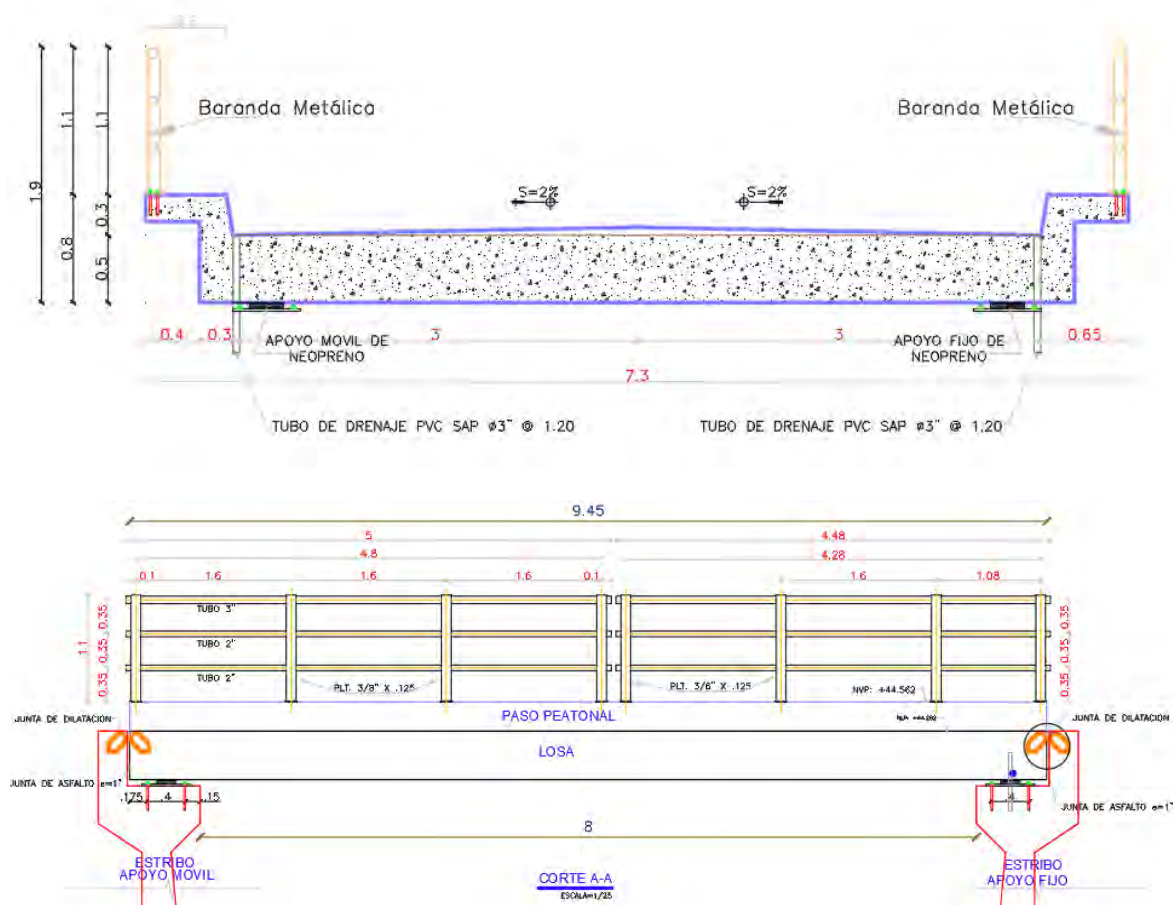 Baranda Metálica
Baranda Metálica
1.1
1.1
1.9
0.8
0.3
0.5
S=2%
S=2%
0.4
0.3
3
3
0.65
APOYO MOVIL DE
NEOPRENO
APOYO FIJO DE
NEOPRENO
7.3
TUBO DE DRENAJE PVC SAP ø3" @ 1.20
TUBO DE DRENAJE PVC SAP ø3" @ 1.20
9.45
5
4.48
4.8
4.28
0.1
1.6
1.6
1.6
0.1
1.6
1.08
1.1
0.35
0.35
0.35
TUBO 3"
TUBO 2"
TUBO 2"
0.35
0.35
0.35
PLT. 3/8" X .125
PLT. 3/8" X .125
NVP: +44.562
PASO PEATONAL
JUNTA DE DILATACION
JUNTA DE DILATACION
LOSA
JUNTA DE ASFALTO e=1"
JUNTA DE ASFALTO e=1"
.175
.4
.15
.4
8
ESTRIBO
APOYO MOVIL
ESTRIBO
APOYO FIJO
CORTE A-A
ESCALA=1/25